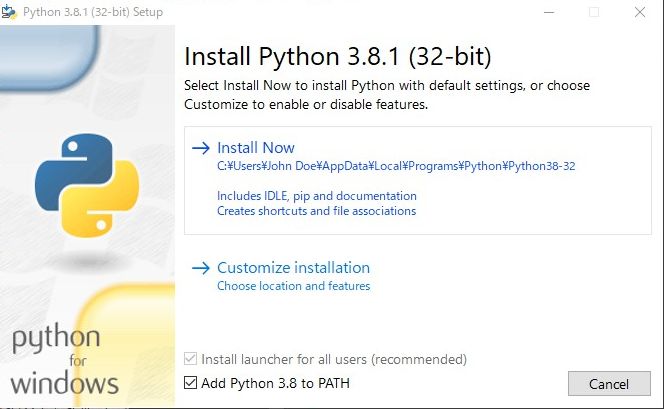 Python 3.8.1 (32-bit) Setup
Install Python 3.8.1 (32-bit)
Select Install Now to install Python with default settings, or choose
Customize to enable or disable features.
Install Now
C:¥Users¥John Doe¥AppData¥Local¥Programs¥Python¥Python38-32
Includes IDLE, pip and documentation
Creates shortcuts and file associations
Customize installation
Choose location and features
python
for
windows
Install launcher for all users (recommended)
Add Python 3.8 to PATH
Cancel